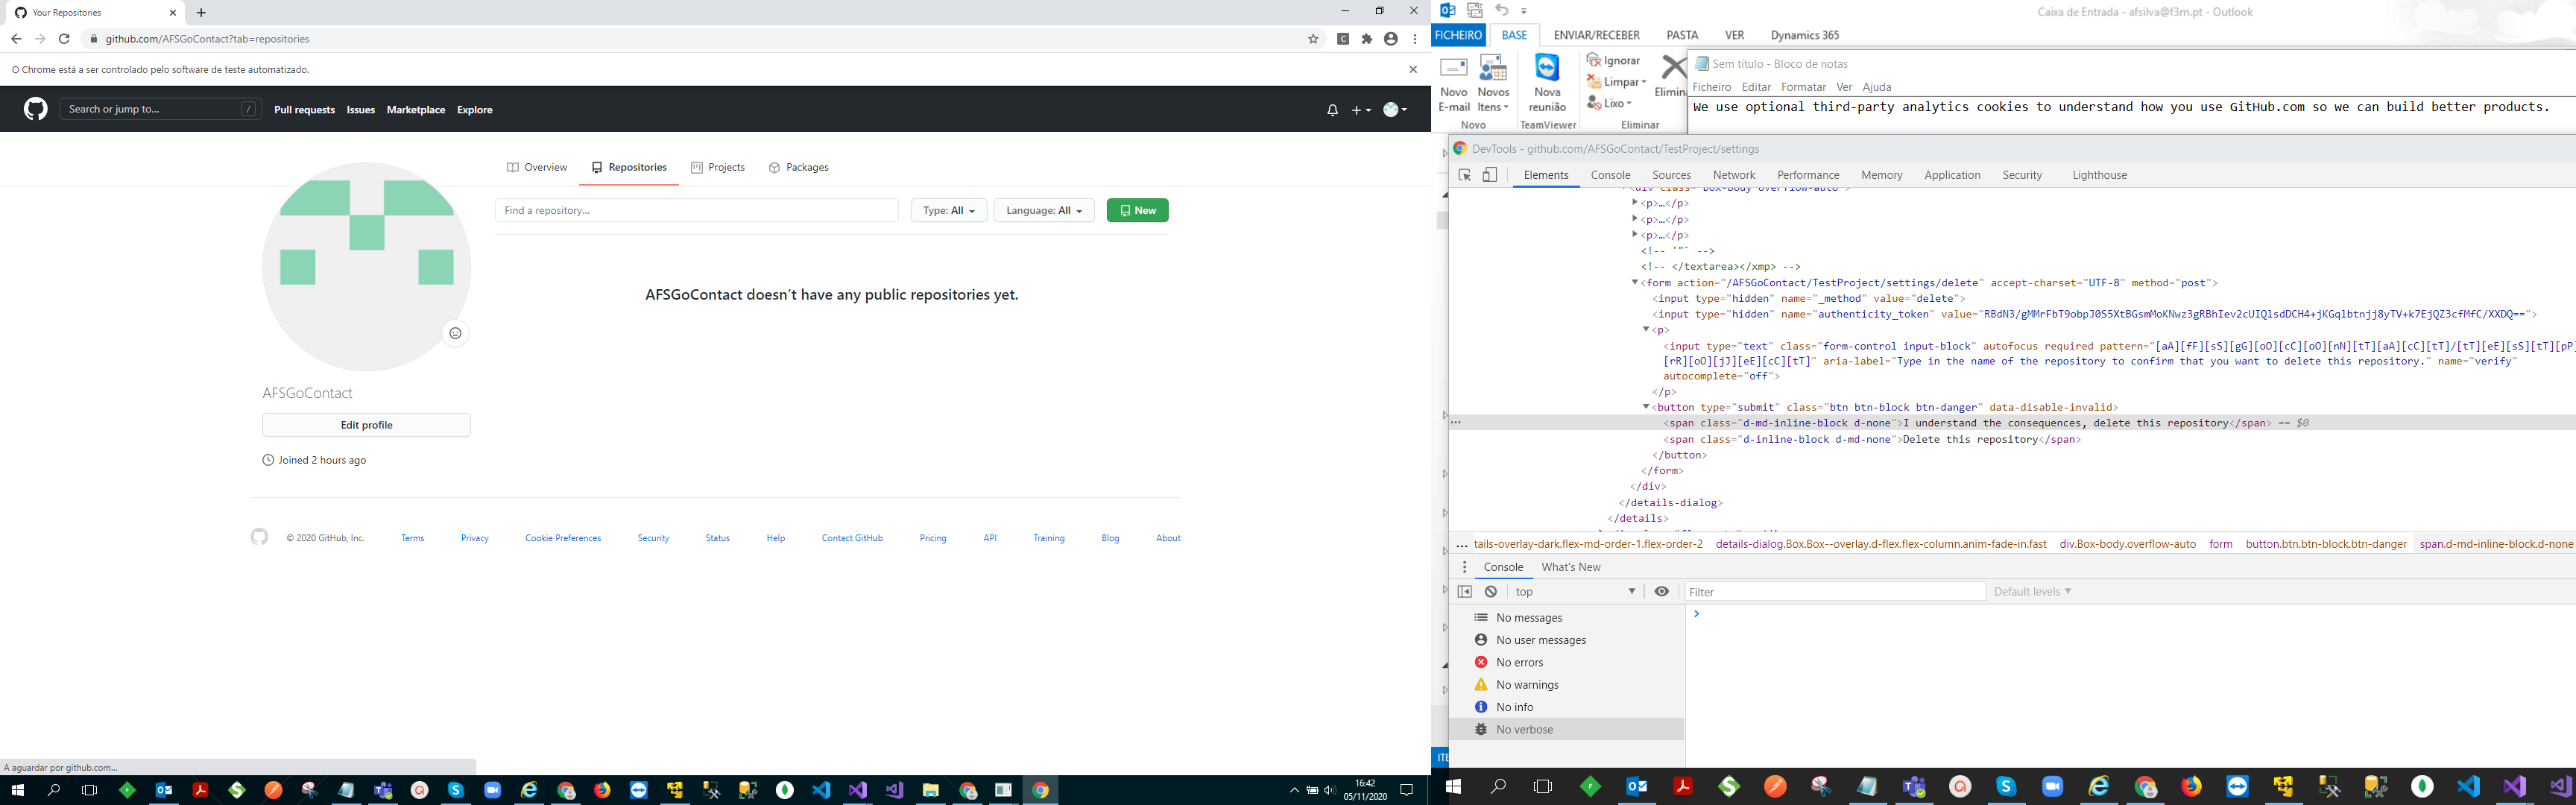 Your Repositories
github.com/AFSGoContact?tab=repositories
O Chrome está a ser controlado pelo software de teste automatizado.
Search or jump to...
/
Pull requests
Issues
Marketplace
Explore
Overview
Repositories
Projects
Packages
Find a repository...
Type: All
Language: All
New
AFSGoContact doesn't have any public repositories yet.
AFSGoContact
Edit profile
Joined 2 hours ago
© 2020 GitHub, Inc.
Terms
Privacy
Cookie Preferences
Security
Status
Help
Contact GitHub
Pricing
API
Training
Blog
About
A aguardar por github.com...
16:42
05/11/2020
Caixa de Entrada - afsilva@f3m.pt - Outlook
FICHEIRO
BASE
ENVIAR/RECEBER
PASTA
VER
Dynamics 365
Novo
E-mail
Novos
Itens
Novo
Nova
reunião
TeamViewer
Ignorar
Limpar
Lixo
Elimina
Eliminar
Sem título - Bloco de notas
Ficheiro Editar Formatar Ver Ajuda
We use optional third-party analytics cookies to understand how you use GitHub.com so we can build better products.
DevTools - github.com/AFSGoContact/TestProject/settings
Elements
Console
Sources
Network
Performance
Memory
Application
Security
Lighthouse
<div class="Box-body overflow-auto">
<p>…</p>
<p>…</p>
<p>…</p>
<!-- '"` -->
<!-- </textarea></xmp> -->
<form action="/AFSGoContact/TestProject/settings/delete" accept-charset="UTF-8" method="post">
<input type="hidden" name="_method" value="delete">
<input type="hidden" name="authenticity_token" value="RBdN3/gMMrFbT9obpJ0S5XtBGsmMoKNwz3gRBhIev2cUIQlsdDCH4+jKGqlbtnjj8yTV+k7EjQZ3cfMfC/XXDQ==">
<p>
<input type="text" class="form-control input-block" autofocus required pattern="[aA][fF][sS][gG][oO][cC][oO][nN][tT][aA][cC][tT]/[tT][eE][sS][tT][pP]
[rR][oO][jJ][eE][cC][tT]" aria-label="Type in the name of the repository to confirm that you want to delete this repository." name="verify"
autocomplete="off">
</p>
<button type="submit" class="btn btn-block btn-danger" data-disable-invalid>
<span class="d-md-inline-block d-none">I understand the consequences, delete this repository</span> == $0
<span class="d-inline-block d-md-none">Delete this repository</span>
</button>
</form>
</div>
</details-dialog>
</details>
... tails-overlay-dark.flex-md-order-1.flex-order-2 details-dialog.Box.Box--overlay.d-flex.flex-column.anim-fade-in.fast div.Box-body.overflow-auto form button.btn.btn-block.btn-danger span.d-md-inline-block.d-none
Console
What's New
top
Filter
Default levels
No messages
No user messages
No errors
No warnings
No info
No verbose
ITE